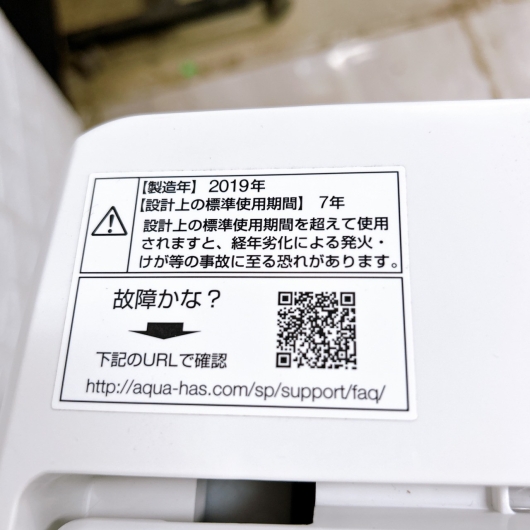 【製造年】 2019年
【設計上の標準使用期間】 7年
設計上の標準使用期間を超えて使用
されますと、経年劣化による発火・
けが等の事故に至る恐れがあります。
故障かな？
下記のURLで確認
http://aqua-has.com/sp/support/faq/